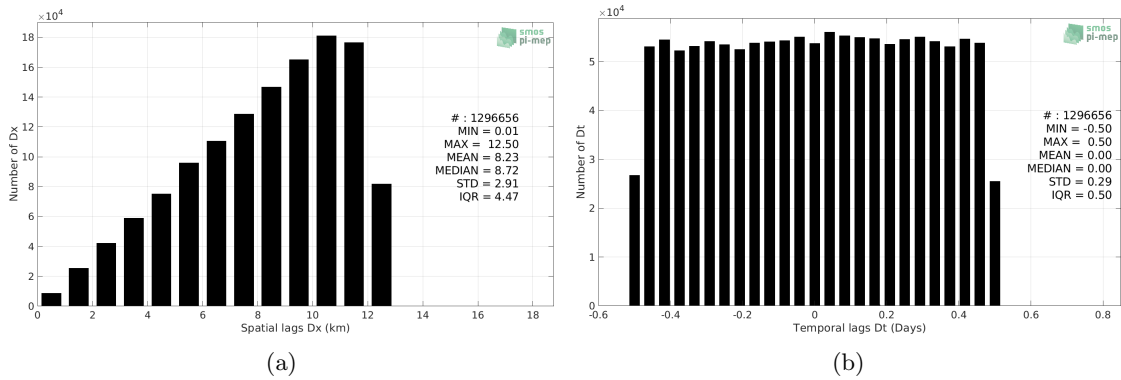 ×10⁴
18
16
14
12
10
8
6
4
2
0
Number of Dx
0 2 4 6 8 10 12 14 16 18
Spatial lags Dx (km)
smos
pi-mep
# : 1296656
MIN = 0.01
MAX = 12.50
MEAN = 8.23
MEDIAN = 8.72
STD = 2.91
IQR = 4.47
(a)
×10⁴
5
4
3
2
1
0
Number of Dt
-0.6 -0.4 -0.2 0 0.2 0.4 0.6 0.8
Temporal lags Dt (Days)
smos
pi-mep
# : 1296656
MIN = -0.50
MAX = 0.50
MEAN = 0.00
MEDIAN = 0.00
STD = 0.29
IQR = 0.50
(b)